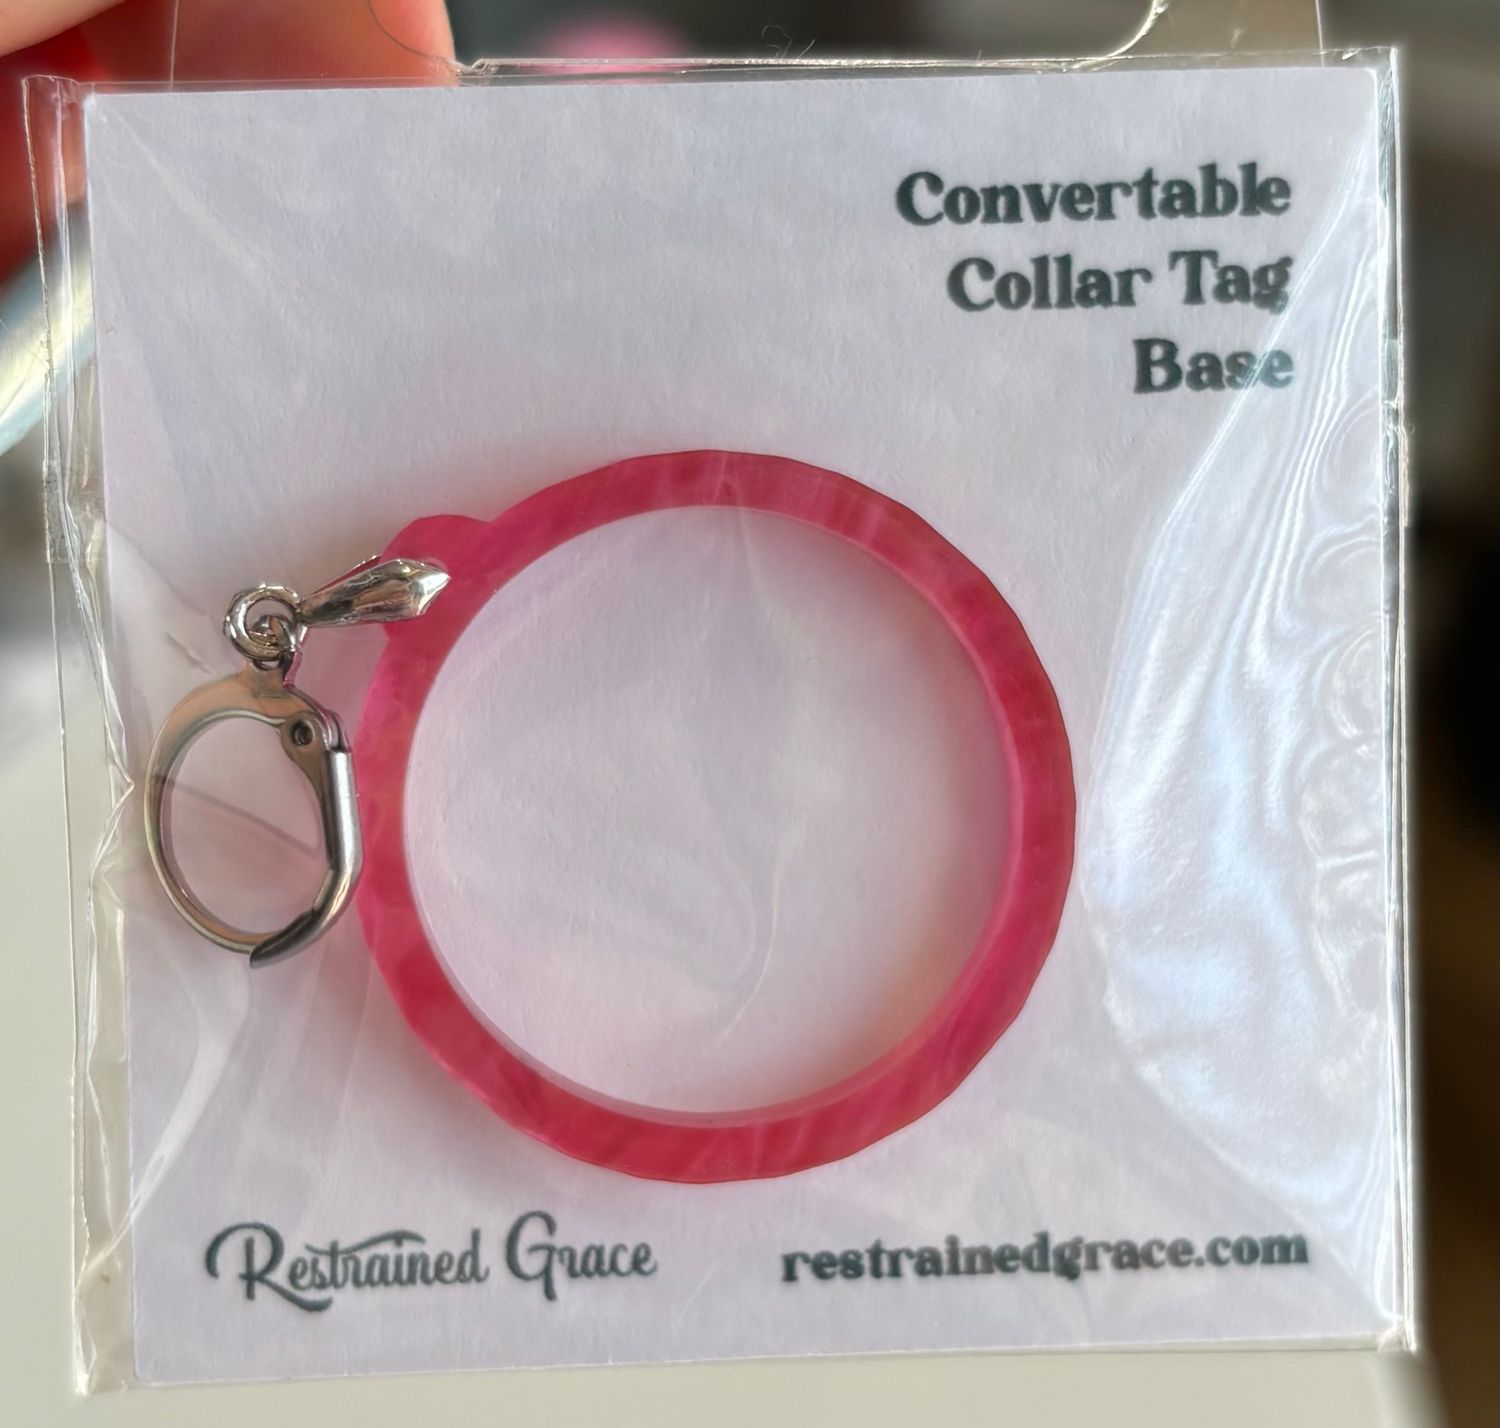 Convertable
Collar Tag
Base
Restrained Grace
restrainedgrace.com